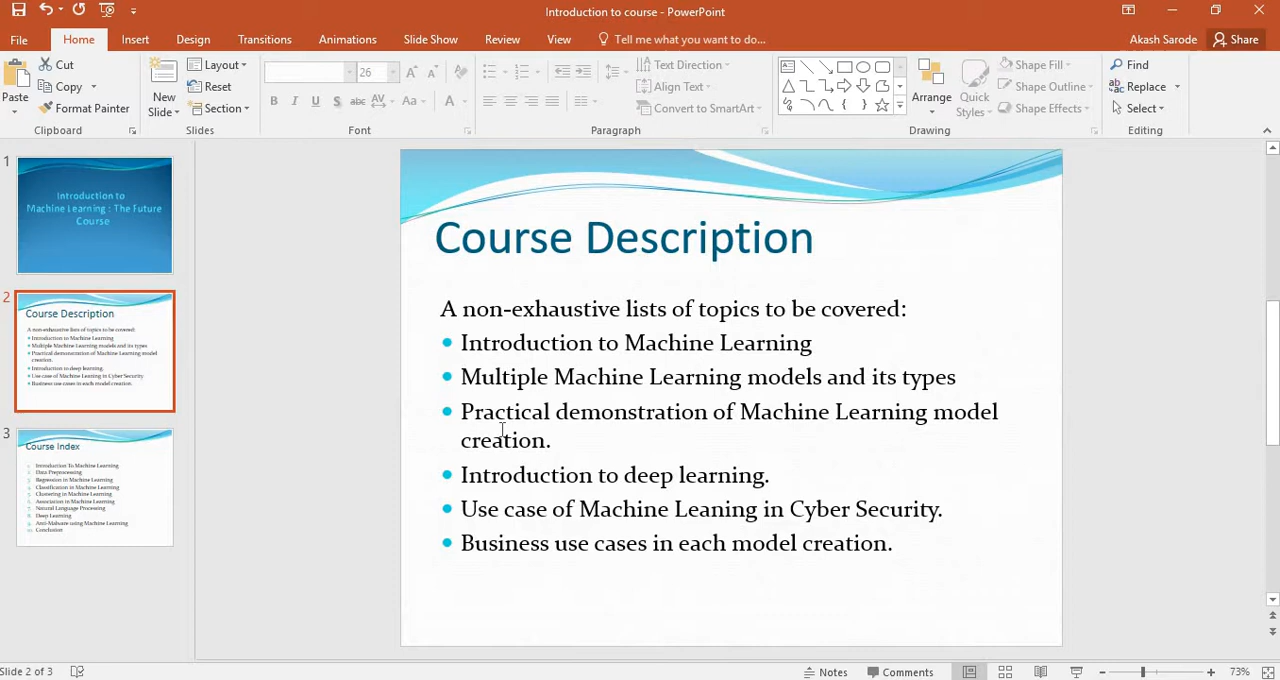 Introduction to course - PowerPoint
File Home Insert Design Transitions Animations Slide Show Review View Tell me what you want to do... Akash Sarode Share
Paste
Cut
Copy
Format Painter
Clipboard
New
Slide
Layout
Reset
Section
Slides
26
B I U S abc AV Aa A
Font
Text Direction
Align Text
Convert to SmartArt
Paragraph
Arrange
Quick
Styles
Shape Fill
Shape Outline
Shape Effects
Drawing
Find
Replace
Select
Editing
1
Introduction to
Machine Learning : The Future
Course
2
Course Description
A non-exhaustive lists of topics to be covered:
Introduction to Machine Learning
Multiple Machine Learning models and its types
Practical demonstration of Machine Learning model
creation.
Introduction to deep learning.
Use case of Machine Leaning in Cyber Security.
Business use cases in each model creation.
3
Course Index
Introduction To Machine Learning
Data Preprocessing
Regression in Machine Learning
Classification in Machine Learning
Clustering in Machine Learning
Association in Machine Learning
Natural Language Processing
Deep Learning
Anti-Malware using Machine Learning
Conclusion
Course Description
A non-exhaustive lists of topics to be covered:
Introduction to Machine Learning
Multiple Machine Learning models and its types
Practical demonstration of Machine Learning model
creation.
Introduction to deep learning.
Use case of Machine Leaning in Cyber Security.
Business use cases in each model creation.
Slide 2 of 3
Notes Comments 73%